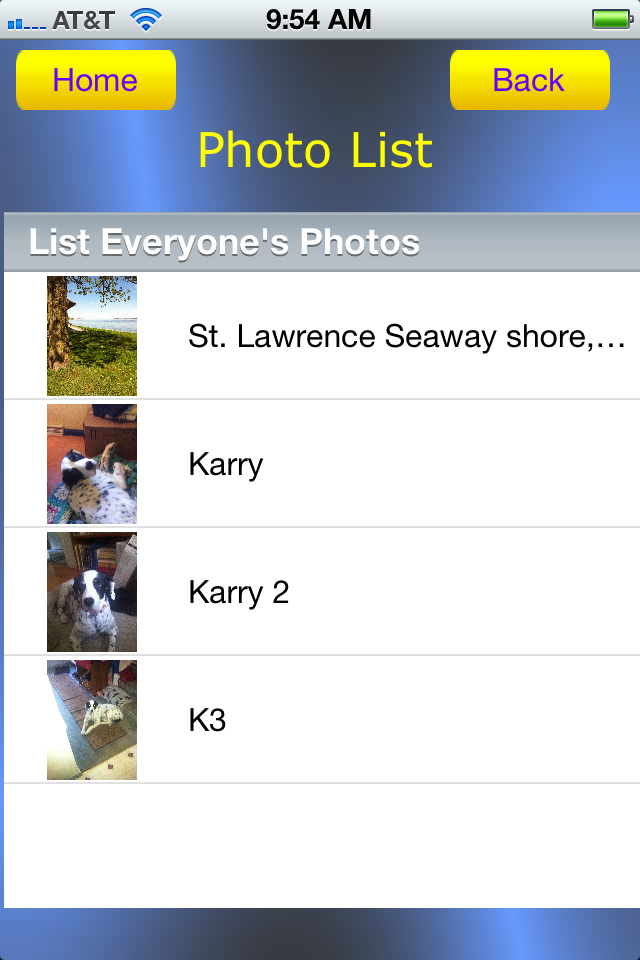 AT&T 9:54 AM
Home Back
Photo List
List Everyone's Photos
St. Lawrence Seaway shore,…
Karry
Karry 2
K3